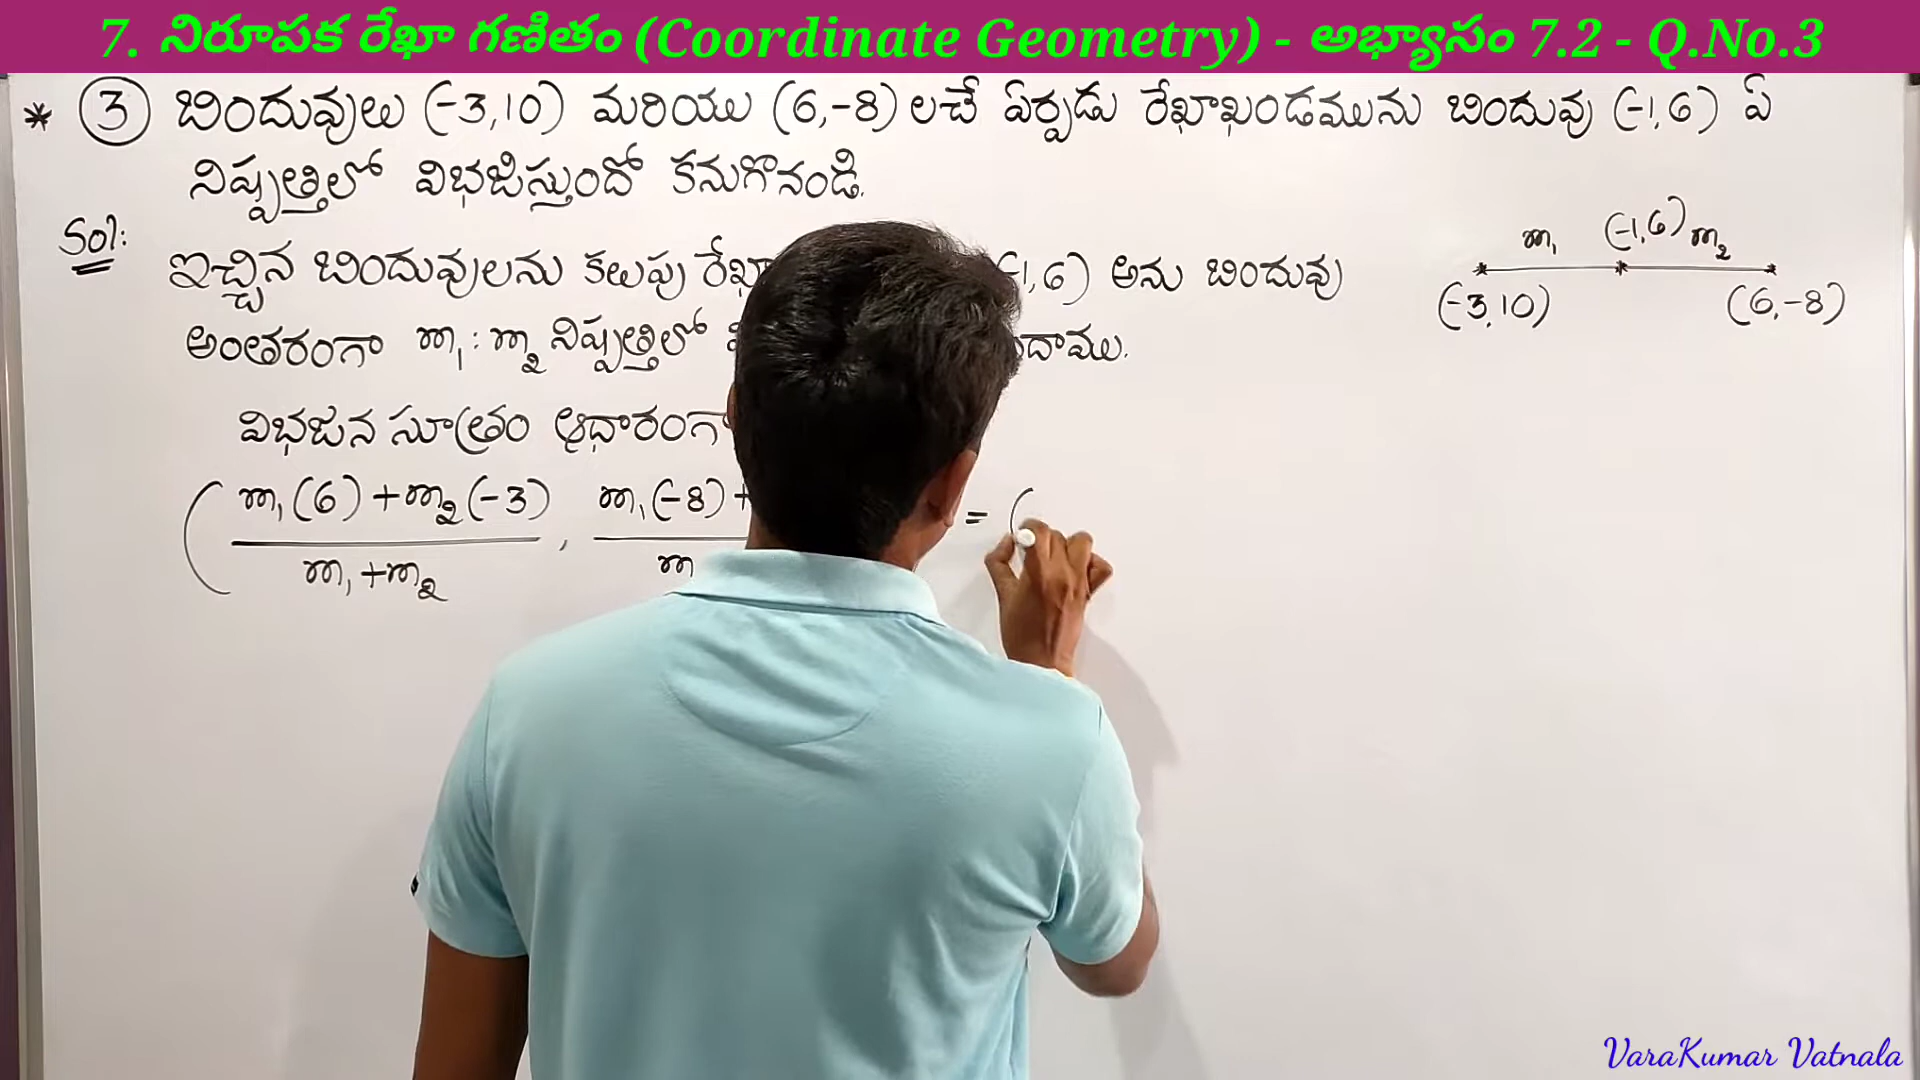 7. నిరూపక రేఖా గణితం (Coordinate Geometry) - అభ్యాసం 7.2 - Q.No.3
* ③ బిందువులు (-3,10) మరియు (6,-8) లచే ఏర్పడు రేఖాఖండమును బిందువు (-1,6) ఏ
నిష్పత్తిలో విభజిస్తుందో కనుగొనండి.
Sol:
ఇచ్చిన బిందువులను కలుపు రేఖా 1,6) అను బిందువు
అంతరంగా m₁ : m₂ నిష్పత్తిలో
విభజన సూత్రం ఆధారంగా
( m₁(6) + m₂(-3) / m₁ + m₂ , m₁(-8) + / m = (
m₁ (-1,6) m₂
(-3,10) (6,-8)
VaraKumar Vatnala